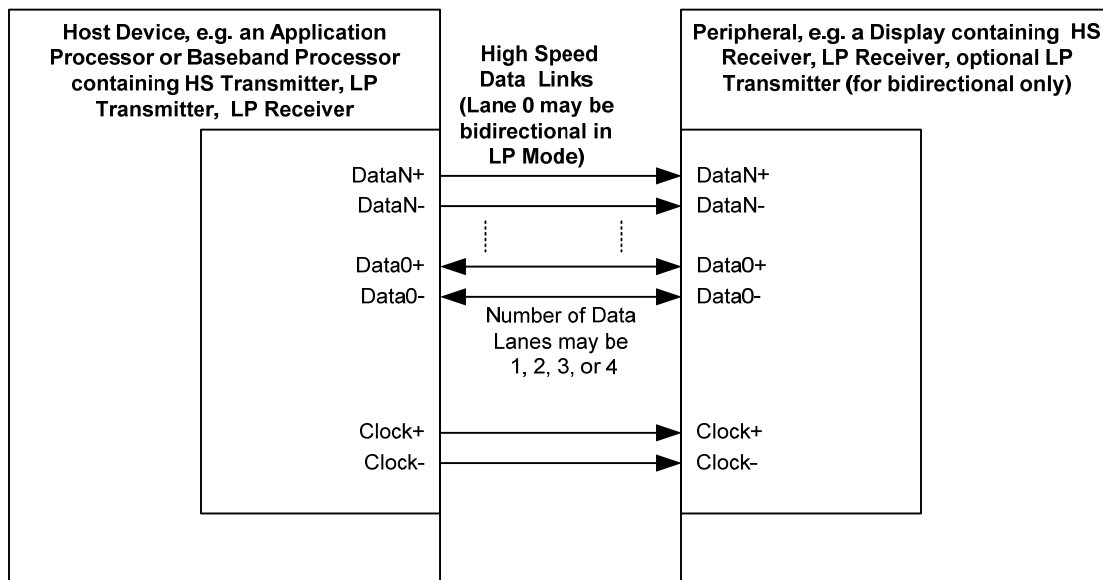 Host Device, e.g. an Application
Processor or Baseband Processor
containing HS Transmitter, LP
Transmitter, LP Receiver
High Speed
Data Links
(Lane 0 may be
bidirectional in
LP Mode)
Peripheral, e.g. a Display containing HS
Receiver, LP Receiver, optional LP
Transmitter (for bidirectional only)
DataN+
DataN-
Data0+
Data0-
Clock+
Clock-
Number of Data
Lanes may be
1, 2, 3, or 4
DataN+
DataN-
Data0+
Data0-
Clock+
Clock-